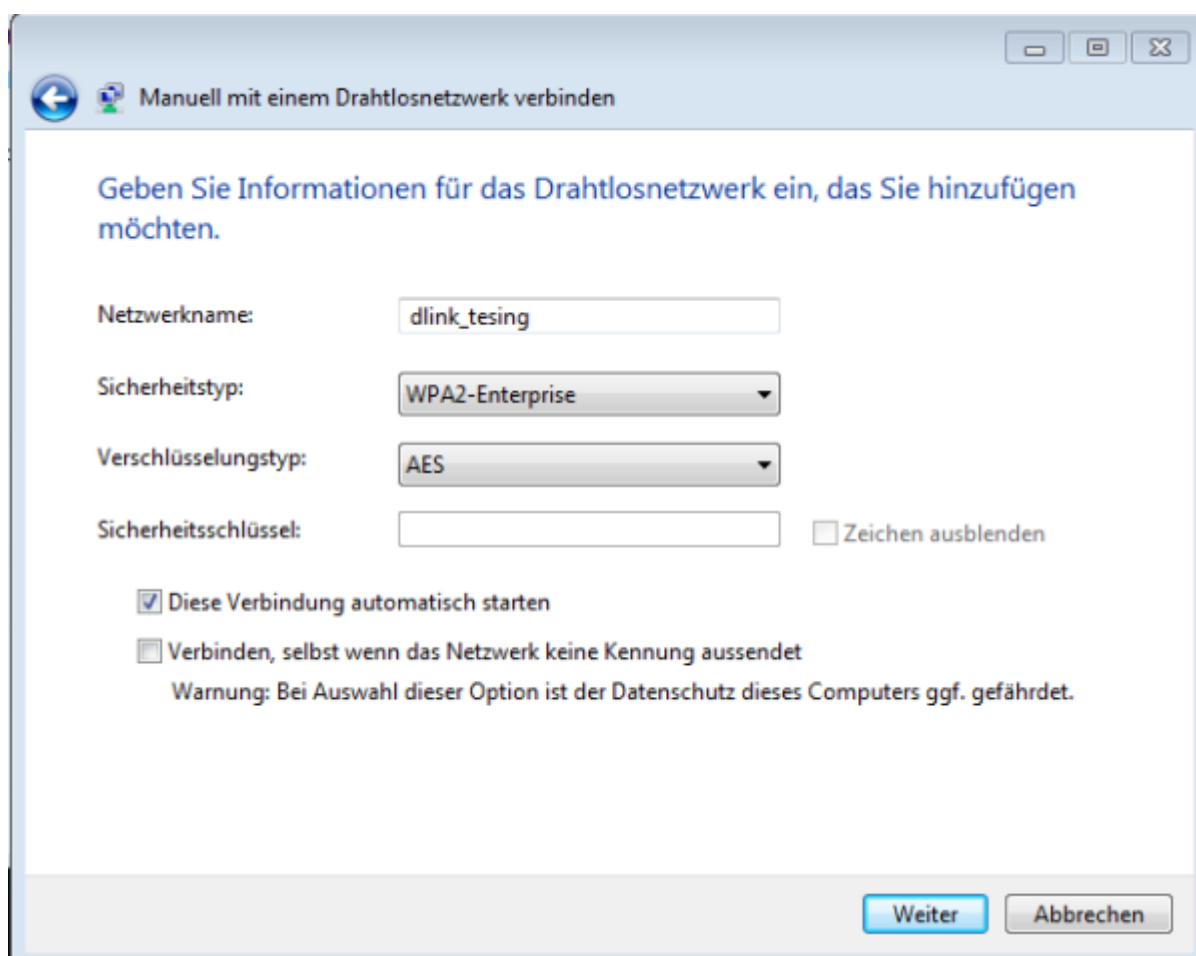 Manuell mit einem Drahtlosnetzwerk verbinden
Geben Sie Informationen für das Drahtlosnetzwerk ein, das Sie hinzufügen
möchten.
Netzwerkname: dlink_tesing
Sicherheitstyp: WPA2-Enterprise
Verschlüsselungstyp: AES
Sicherheitsschlüssel: Zeichen ausblenden
Diese Verbindung automatisch starten
Verbinden, selbst wenn das Netzwerk keine Kennung aussendet
Warnung: Bei Auswahl dieser Option ist der Datenschutz dieses Computers ggf. gefährdet.
Weiter Abbrechen